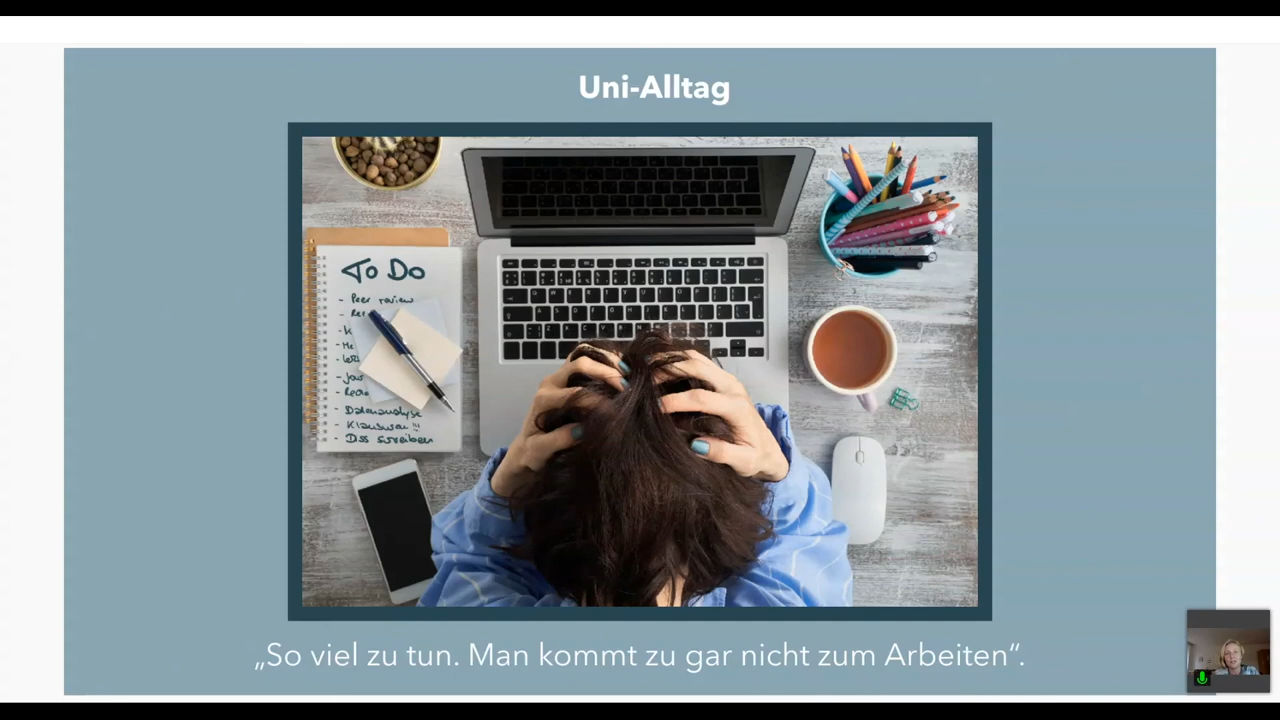 Uni-Alltag
To Do
- Peer review
- Datenanalyse
- Klausuren !!!
- Diss schreiben
„So viel zu tun. Man kommt zu gar nicht zum Arbeiten“.